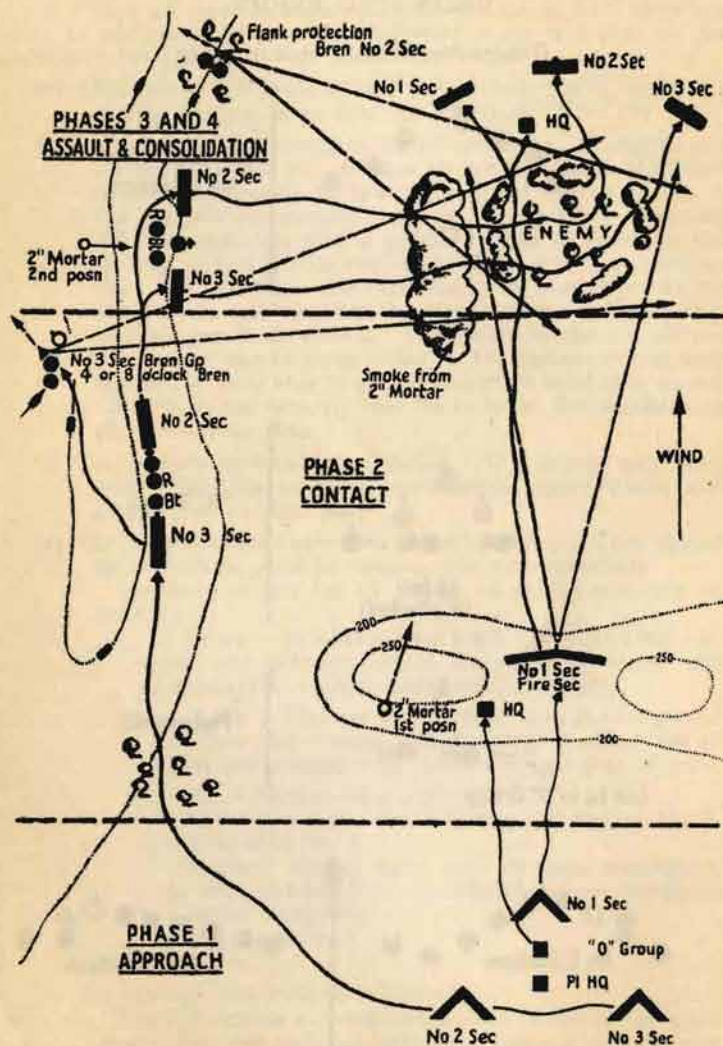 Flank protection
Bren No 2 Sec
No 1 Sec
No 2 Sec
No 3 Sec
HQ
PHASES 3 AND 4
ASSAULT & CONSOLIDATION
No 2 Sec
R
Bt
2" Mortar
2nd posn
ENEMY
No 3 Sec
No 3 Sec Bren Gp
4 or 8 o'clock Bren
Smoke from
2" Mortar
No 2 Sec
R
Bt
No 3 Sec
PHASE 2
CONTACT
WIND
200
250
No 1 Sec
Fire Sec
250
2" Mortar
1st posn
HQ
200
PHASE 1
APPROACH
No 1 Sec
"O" Group
Pl HQ
No 2 Sec
No 3 Sec